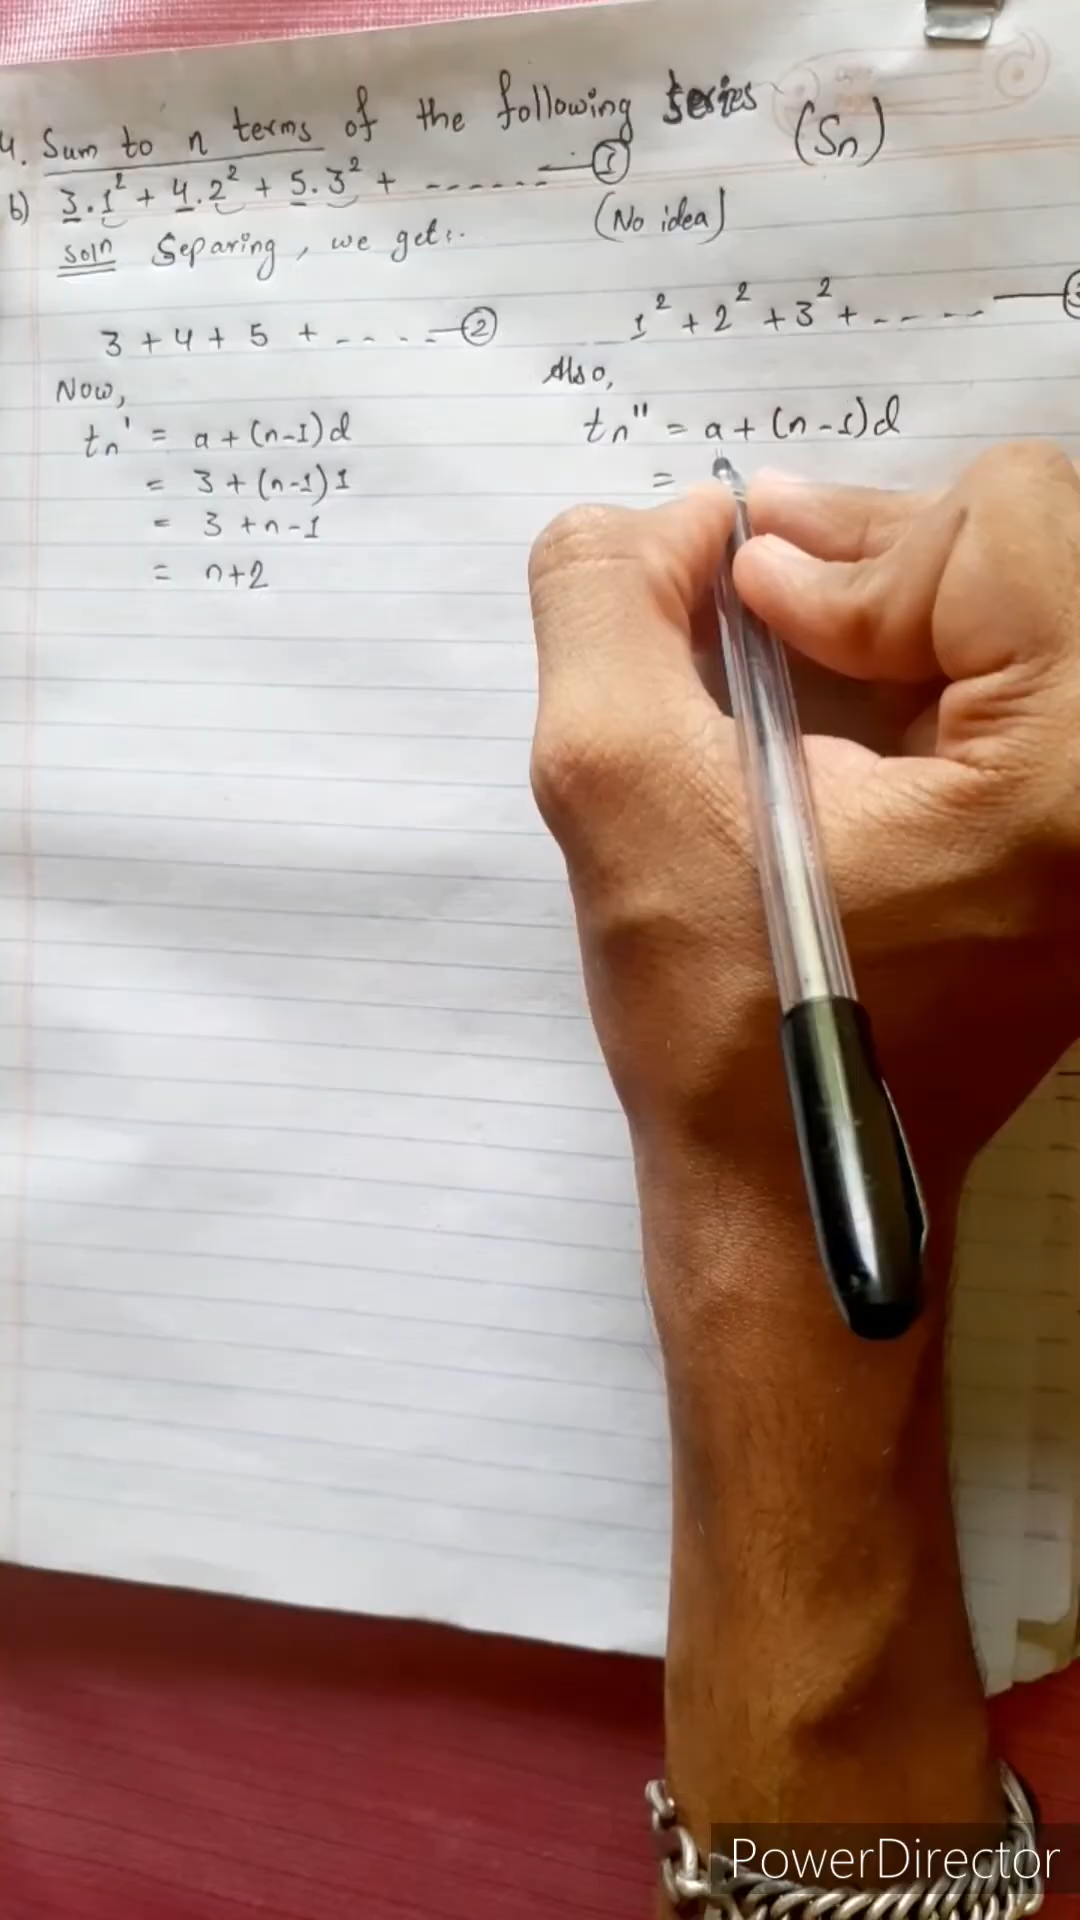 4. Sum to n terms of the following series (Sn)
b) 3.1² + 4.2² + 5.3² + ------- ①
soln Separing, we get:. (No idea)
3 + 4 + 5 + ----- ②
1² + 2² + 3² + -----
Now,
Also,
tn' = a + (n-1)d
tn" = a + (n-1)d
= 3 + (n-1)1
=
= 3 + n - 1
= n+2
PowerDirector